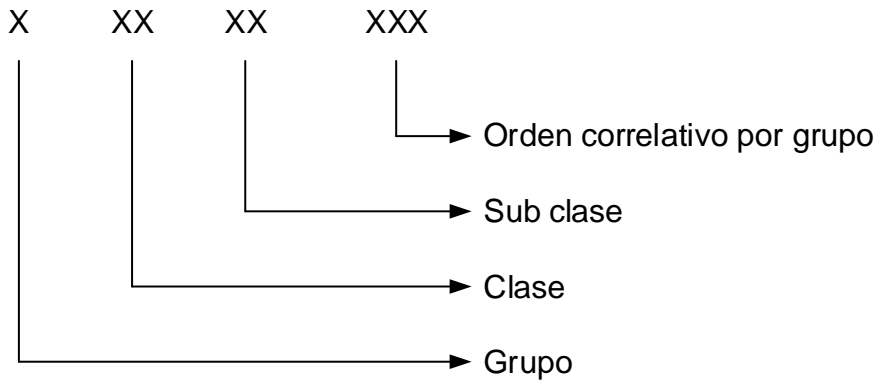 X XX XX XXX
Orden correlativo por grupo
Sub clase
Clase
Grupo